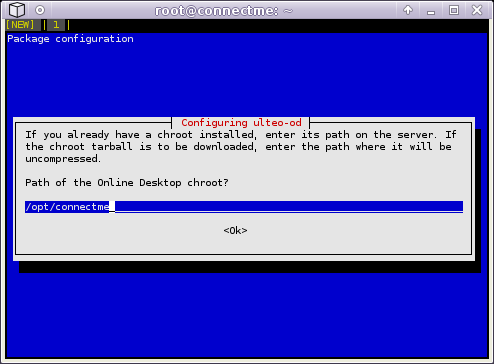 root@connectme: ~
[NEW] | 1 |
Package configuration
Configuring ulteo-od
If you already have a chroot installed, enter its path on the server. If
the chroot tarball is to be downloaded, enter the path where it will be
uncompressed.
Path of the Online Desktop chroot?
/opt/connectme
<Ok>